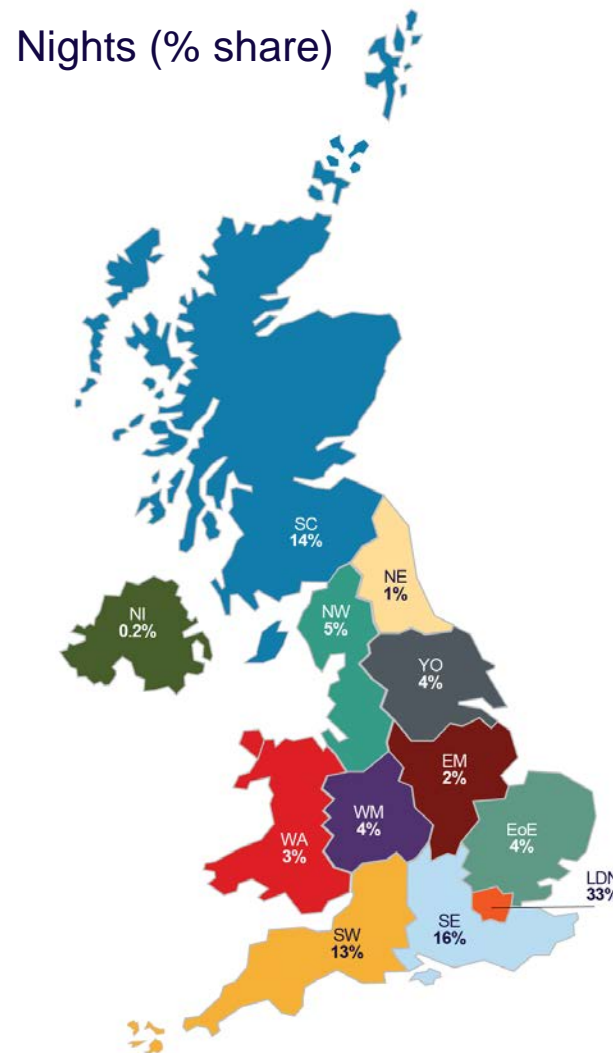 Nights (% share)
SC
14%
NE
1%
NI
0.2%
NW
5%
YO
4%
EM
2%
WM
4%
WA
3%
EoE
4%
LDN
33%
SE
16%
SW
13%